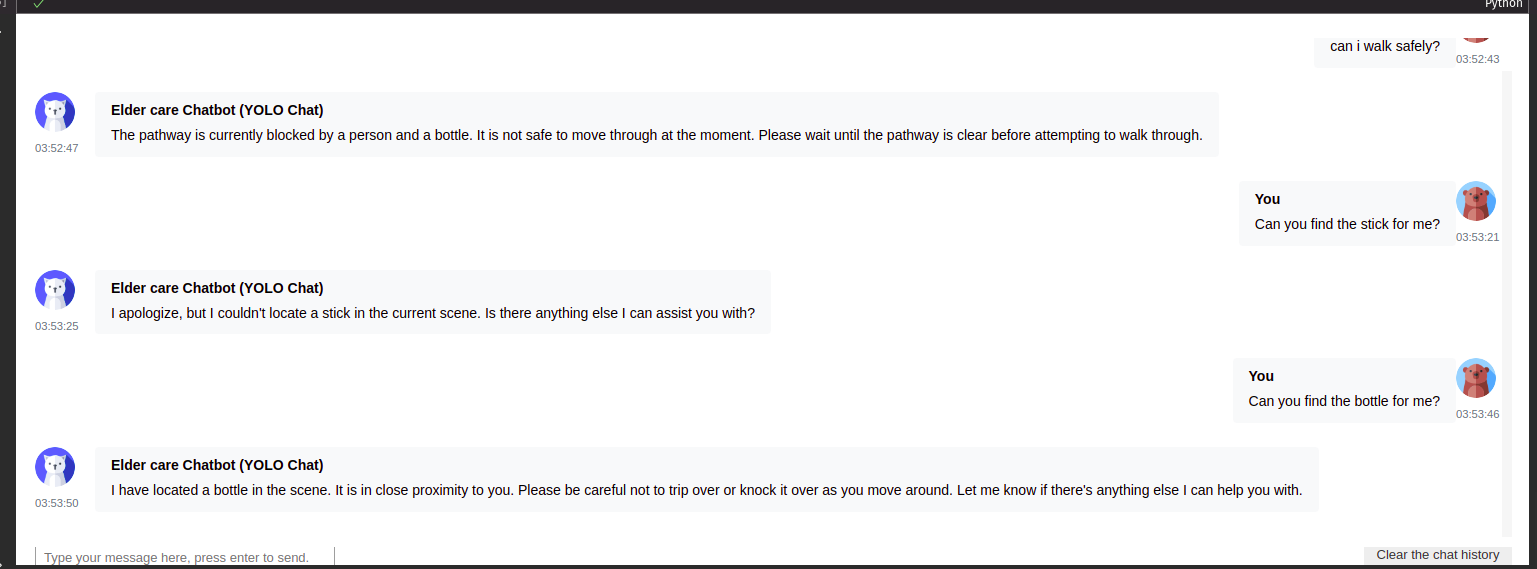 Python
can i walk safely?
03:52:43
Elder care Chatbot (YOLO Chat)
The pathway is currently blocked by a person and a bottle. It is not safe to move through at the moment. Please wait until the pathway is clear before attempting to walk through.
03:52:47
You
Can you find the stick for me?
03:53:21
Elder care Chatbot (YOLO Chat)
I apologize, but I couldn't locate a stick in the current scene. Is there anything else I can assist you with?
03:53:25
You
Can you find the bottle for me?
03:53:46
Elder care Chatbot (YOLO Chat)
I have located a bottle in the scene. It is in close proximity to you. Please be careful not to trip over or knock it over as you move around. Let me know if there's anything else I can help you with.
03:53:50
Type your message here, press enter to send.
Clear the chat history